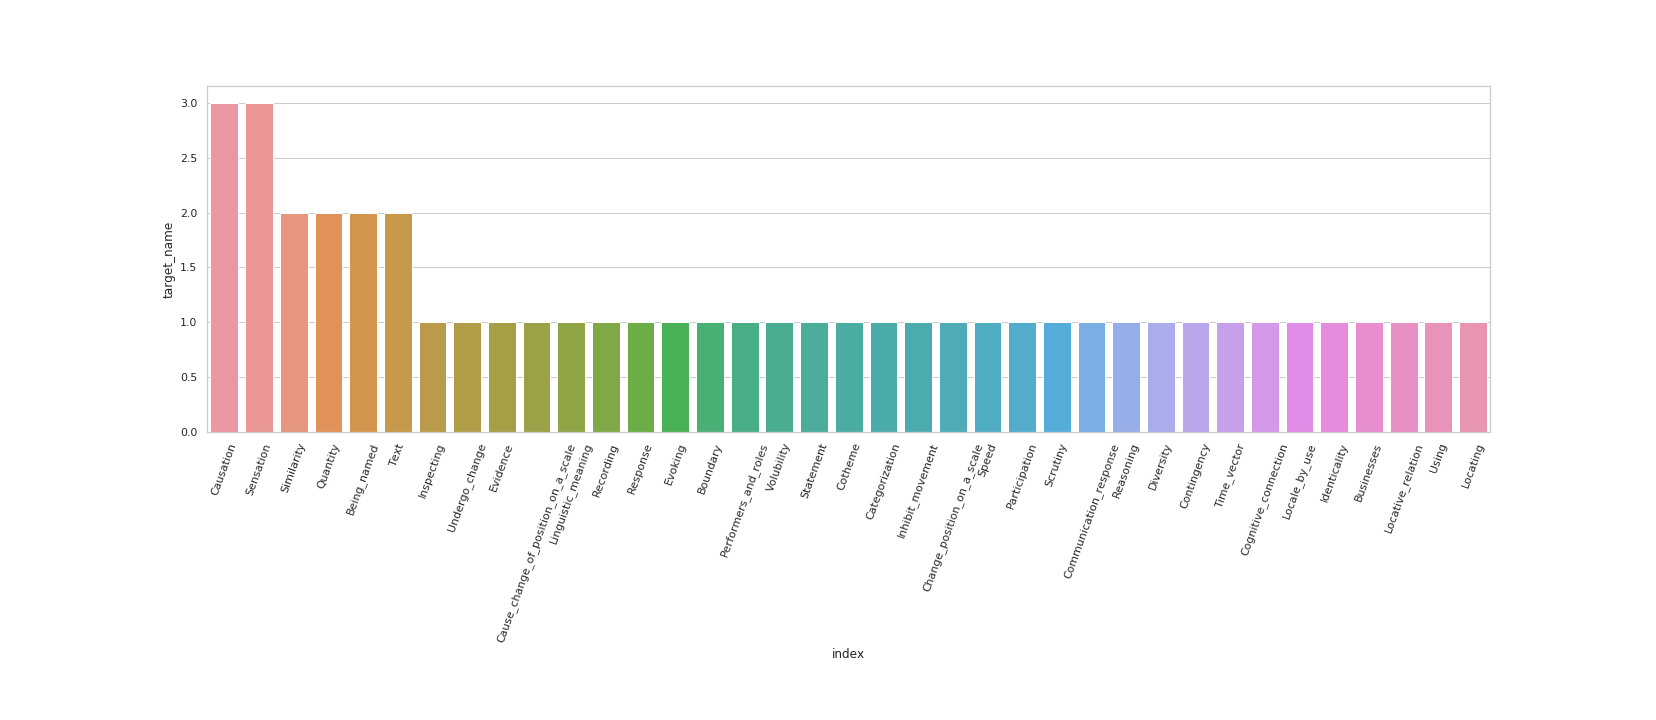 3.0
2.5
2.0
1.5
1.0
0.5
0.0
target_name
Causation
Sensation
Similarity
Quantity
Being_named
Text
Inspecting
Undergo_change
Evidence
Cause_change_of_position_on_a_scale
Linguistic_meaning
Recording
Response
Evoking
Boundary
Performers_and_roles
Volubility
Statement
Cotheme
Categorization
Inhibit_movement
Change_position_on_a_scale
Speed
Participation
Scrutiny
Communication_response
Reasoning
Diversity
Contingency
Time_vector
Cognitive_connection
Locale_by_use
Identicality
Businesses
Locative_relation
Using
Locating
index